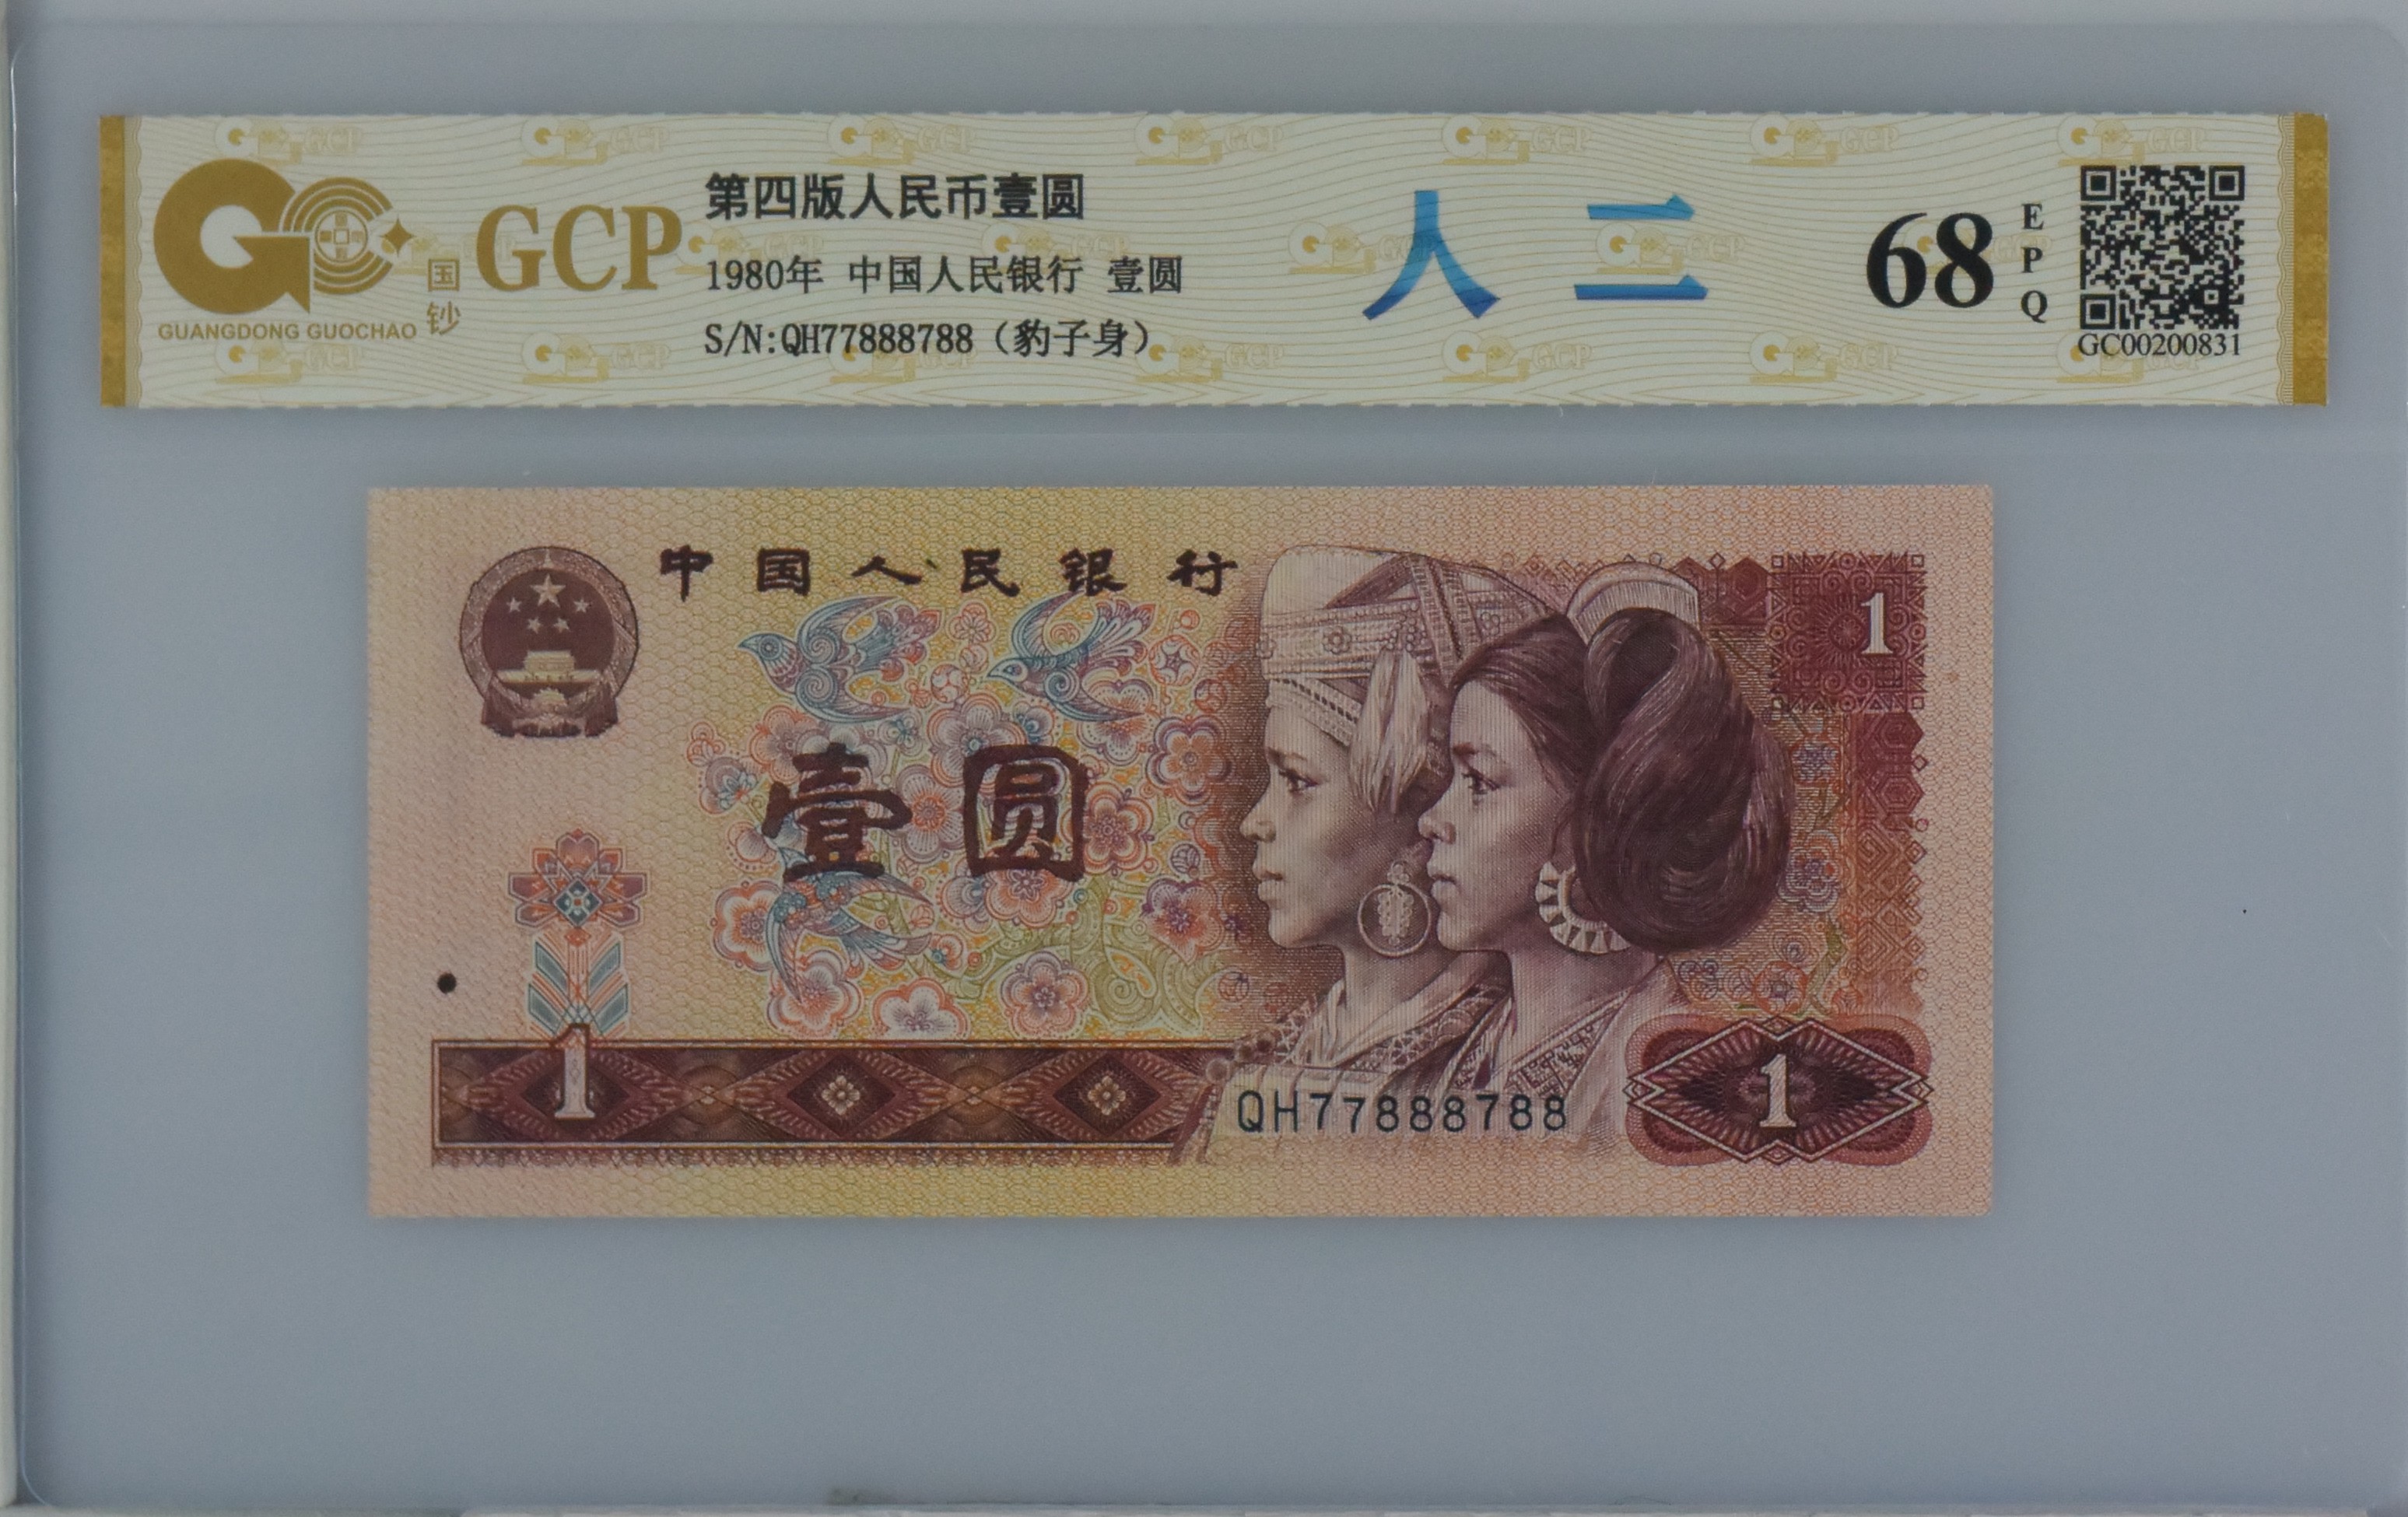 GCP
国钞
GUANGDONG GUOCHAO
第四版人民币壹圆
1980年 中国人民银行 壹圆
S/N:QH77888788（豹子身）
人 二
68
EPQ
GC00200831
中国人民银行
1
壹圆
1
QH77888788
1